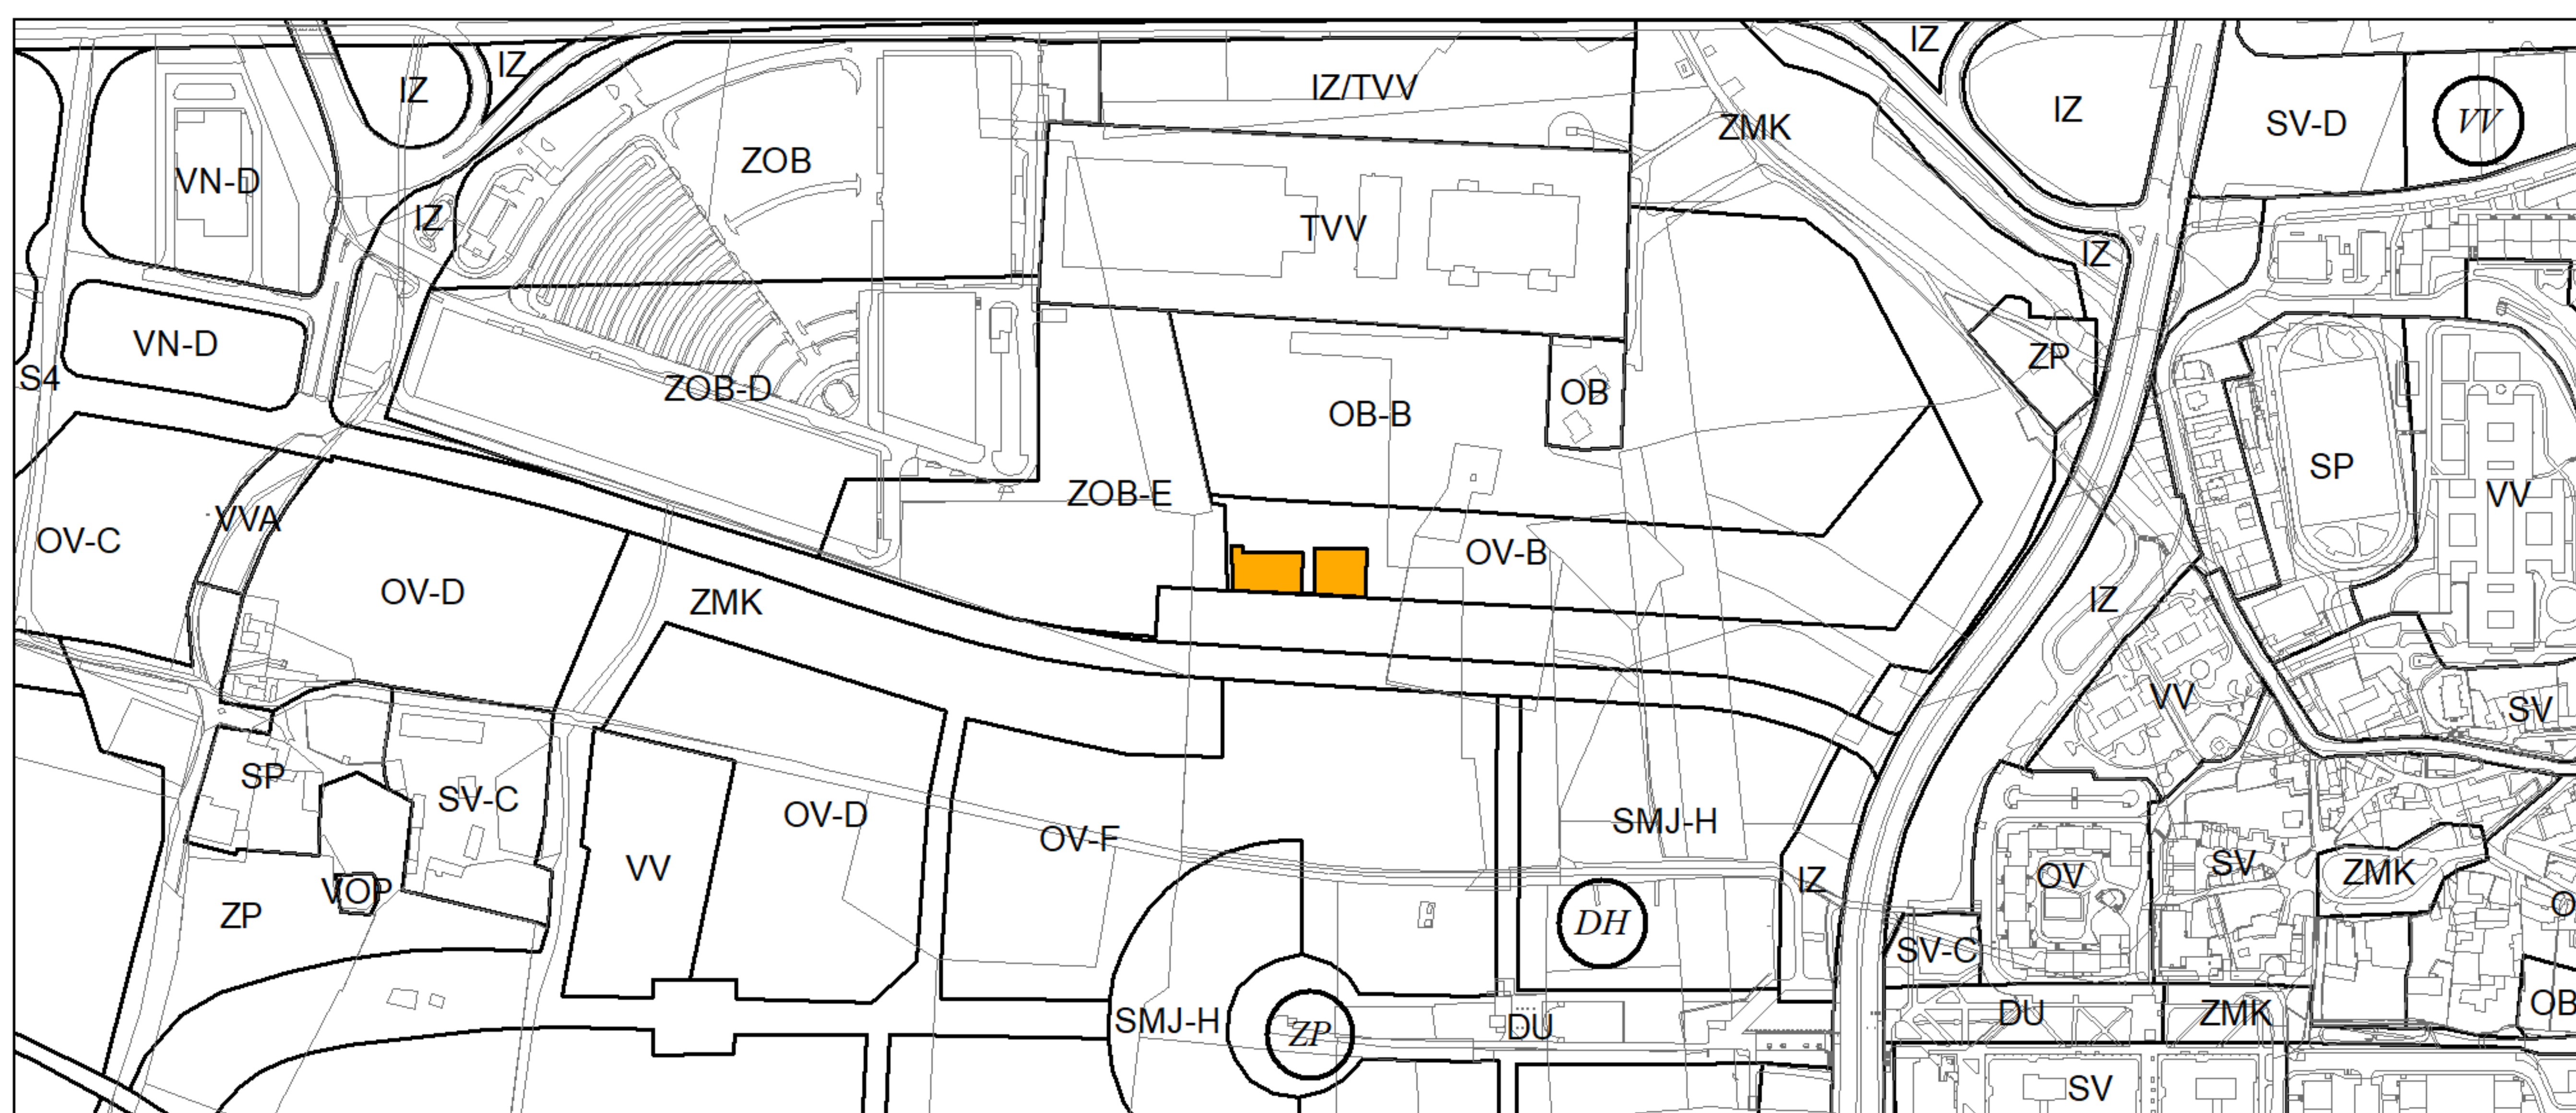 IZ
IZ
IZ
IZ/TVV
IZ
SV-D
VV
ZMK
ZOB
VN-D
IZ
TVV
IZ
VN-D
ZP
S4
ZOB-D
OB
OB-B
SP
VV
ZOB-E
VVA
OV-C
OV-B
OV-D
ZMK
IZ
VV
SV
SP
SV-C
OV-D
OV-F
SMJ-H
VV
SV
OV
ZMK
IZ
VOP
O
ZP
DH
SV-C
OB
SMJ-H
ZP
DU
DU
ZMK
SV